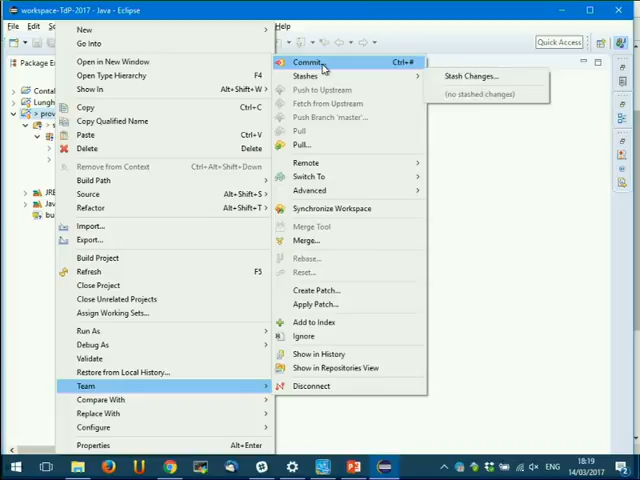 workspace-TdP-2017 - Java - Eclipse
File Edit
Help
Quick Access
Package E
Conta
Lungh
prov
JRE
Jav
bu
New
Go Into
Open in New Window
Open Type Hierarchy F4
Show In Alt+Shift+W
Copy Ctrl+C
Copy Qualified Name
Paste Ctrl+V
Delete Delete
Remove from Context Ctrl+Alt+Shift+Down
Build Path
Source Alt+Shift+S
Refactor Alt+Shift+T
Import...
Export...
Build Project
Refresh F5
Close Project
Close Unrelated Projects
Assign Working Sets...
Run As
Debug As
Validate
Restore from Local History...
Team
Compare With
Replace With
Configure
Properties Alt+Enter
Commit... Ctrl+#
Stashes
Push to Upstream
Fetch from Upstream
Push Branch 'master'...
Pull
Pull...
Remote
Switch To
Advanced
Synchronize Workspace
Merge Tool
Merge...
Rebase...
Reset...
Create Patch...
Apply Patch...
Add to Index
Ignore
Show in History
Show in Repositories View
Disconnect
Stash Changes...
(no stashed changes)
ENG
18:19
14/03/2017